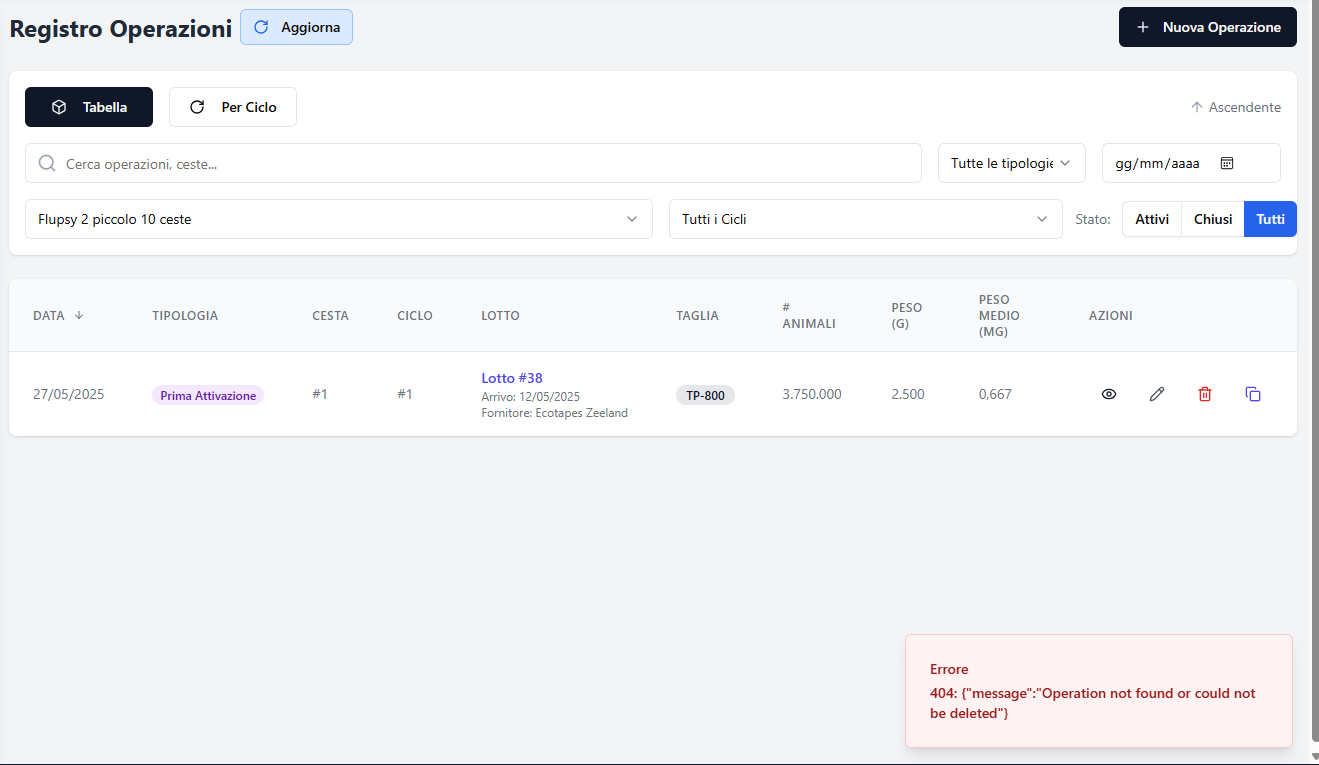 Registro Operazioni
Aggiorna
Nuova Operazione
Tabella
Per Ciclo
Ascendente
Cerca operazioni, ceste...
Tutte le tipologie
gg/mm/aaaa
Flupsy 2 piccolo 10 ceste
Tutti i Cicli
Stato:
Attivi
Chiusi
Tutti
DATA
TIPOLOGIA
CESTA
CICLO
LOTTO
TAGLIA
# ANIMALI
PESO (G)
PESO MEDIO (MG)
AZIONI
27/05/2025
Prima Attivazione
#1
#1
Lotto #38
Arrivo: 12/05/2025
Fornitore: Ecotapes Zeeland
TP-800
3.750.000
2.500
0,667
Errore
404: {"message":"Operation not found or could not
be deleted"}